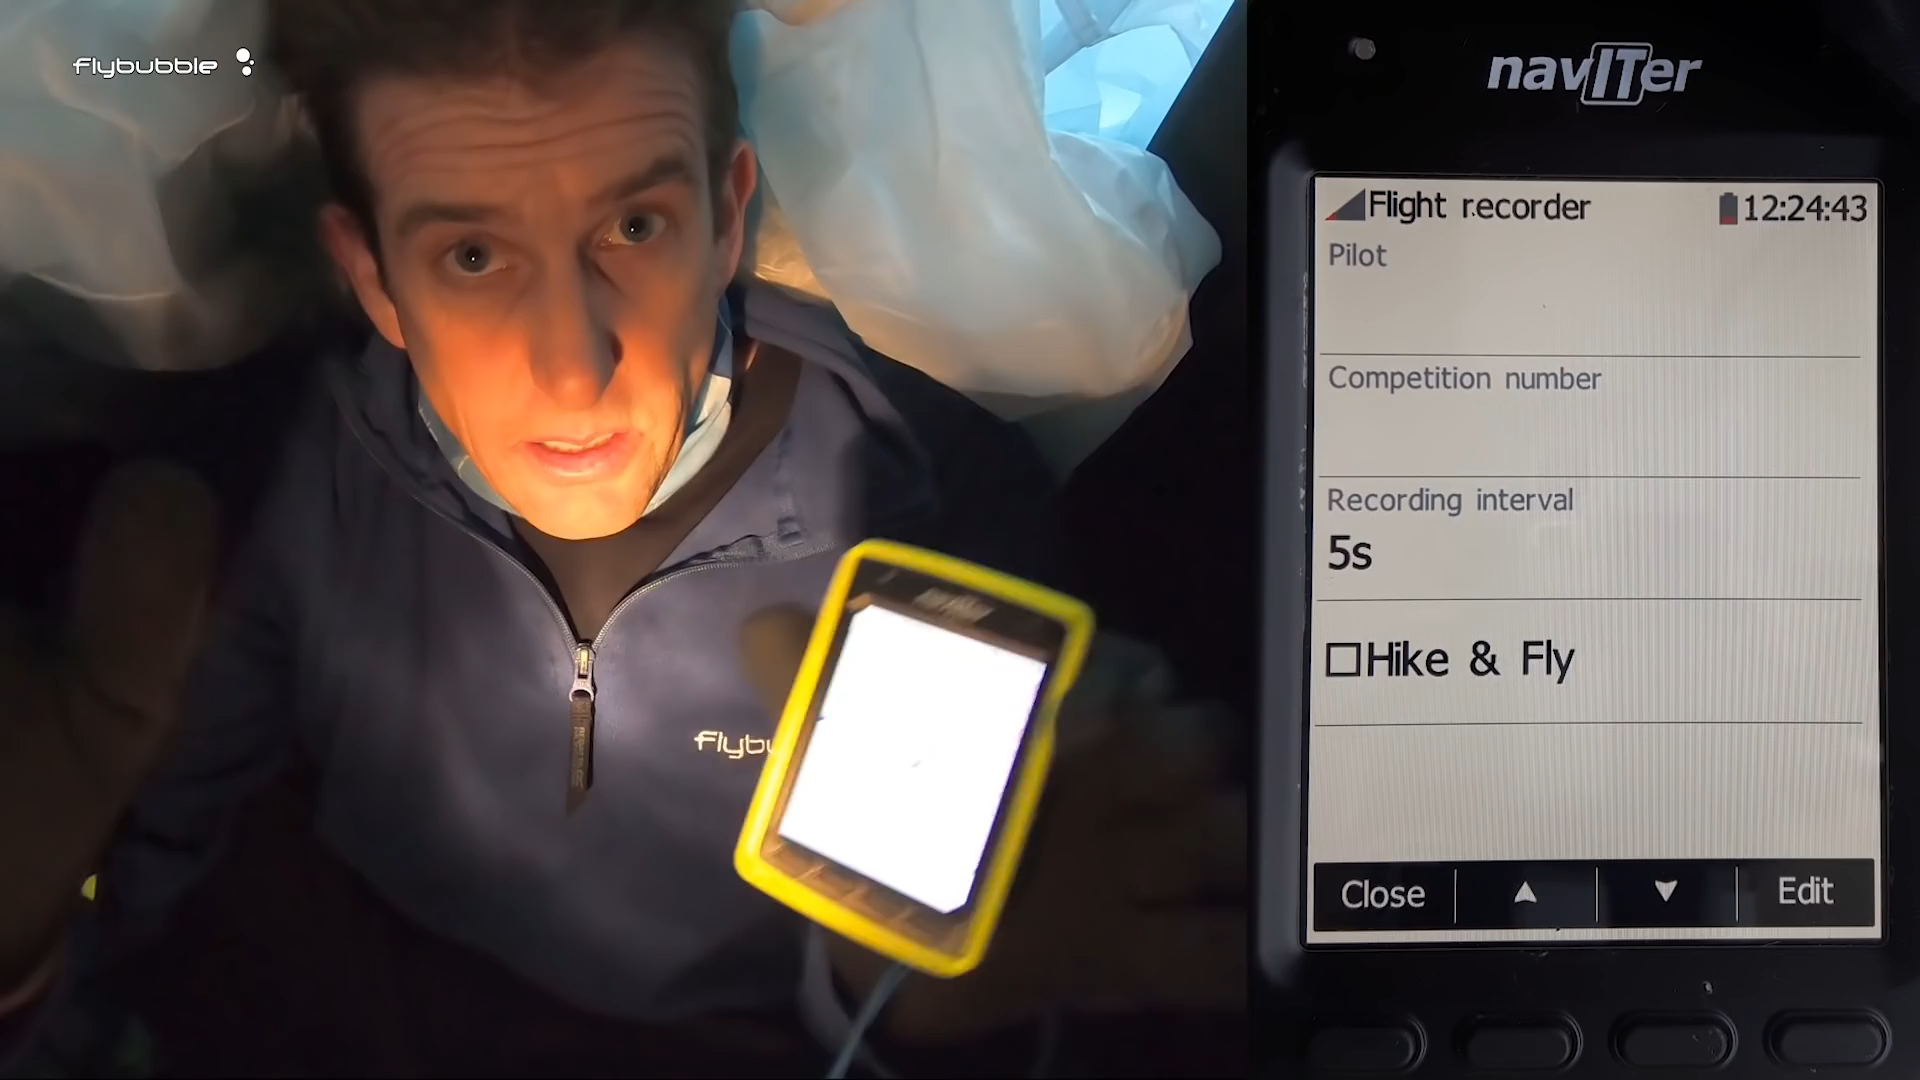 flybubble
flybu
navITer
Flight recorder
12:24:43
Pilot
Competition number
Recording interval
5s
Hike & Fly
Close
Edit